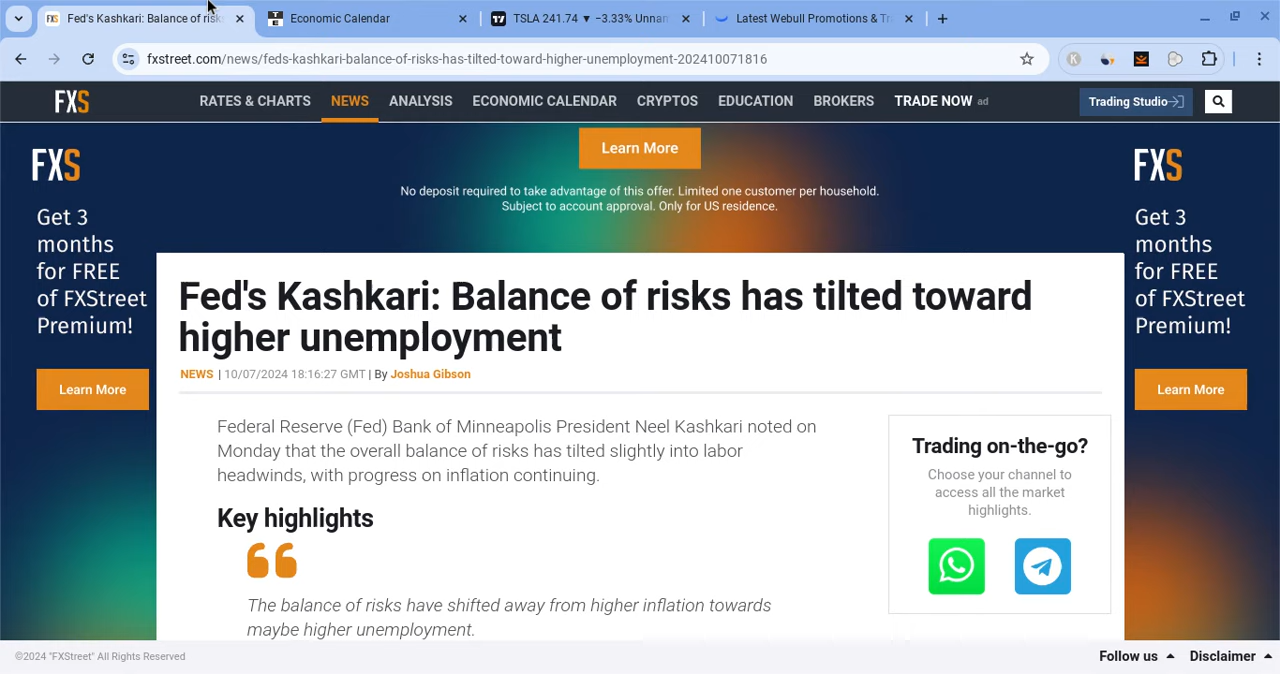 Fed's Kashkari: Balance of risks
Economic Calendar
TSLA 241.74 ▼ −3.33% Unnan
Latest Webull Promotions & Tr
fxstreet.com/news/feds-kashkari-balance-of-risks-has-tilted-toward-higher-unemployment-202410071816
FXS
RATES & CHARTS
NEWS
ANALYSIS
ECONOMIC CALENDAR
CRYPTOS
EDUCATION
BROKERS
TRADE NOW ad
Trading Studio
Learn More
No deposit required to take advantage of this offer. Limited one customer per household.
Subject to account approval. Only for US residence.
FXS
Get 3
months
for FREE
of FXStreet
Premium!
Learn More
FXS
Get 3
months
for FREE
of FXStreet
Premium!
Learn More
Fed's Kashkari: Balance of risks has tilted toward
higher unemployment
NEWS | 10/07/2024 18:16:27 GMT | By Joshua Gibson
Federal Reserve (Fed) Bank of Minneapolis President Neel Kashkari noted on
Monday that the overall balance of risks has tilted slightly into labor
headwinds, with progress on inflation continuing.
Key highlights
The balance of risks have shifted away from higher inflation towards
maybe higher unemployment.
Trading on-the-go?
Choose your channel to
access all the market
highlights.
©2024 "FXStreet" All Rights Reserved
Follow us
Disclaimer